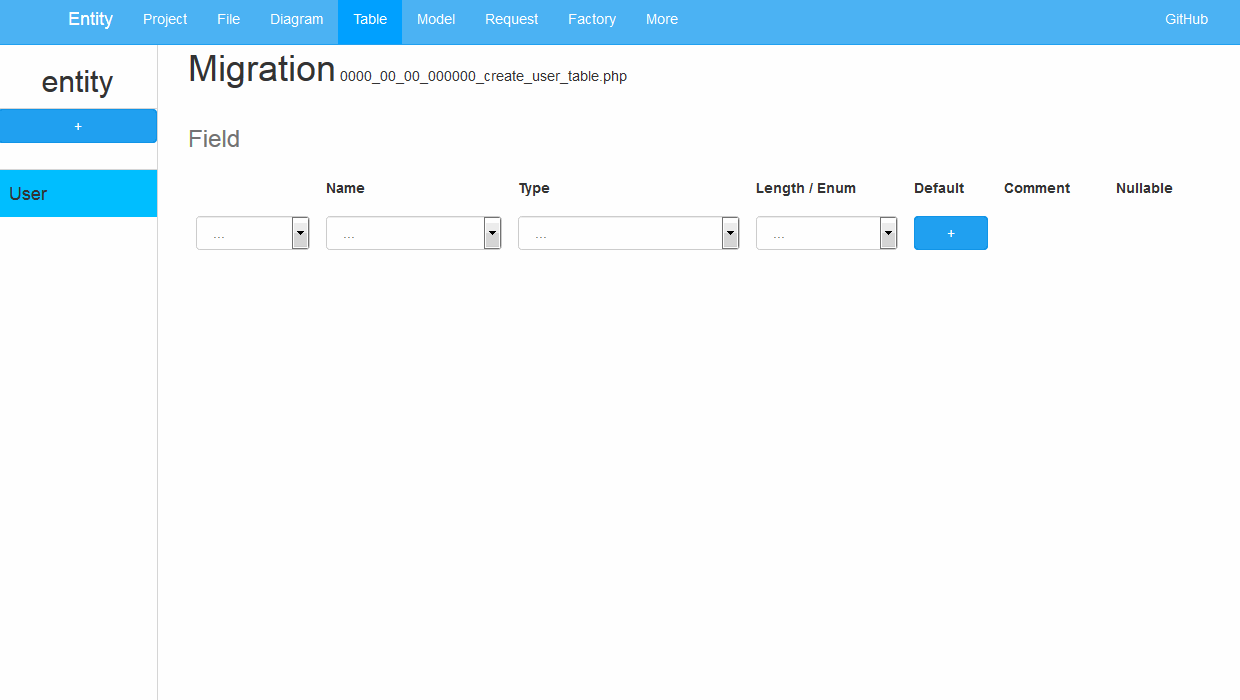 Entity Project File Diagram Table Model Request Factory More GitHub
entity
+
User
Migration 0000_00_00_000000_create_user_table.php
Field
Name Type Length / Enum Default Comment Nullable
... ... ... ... +